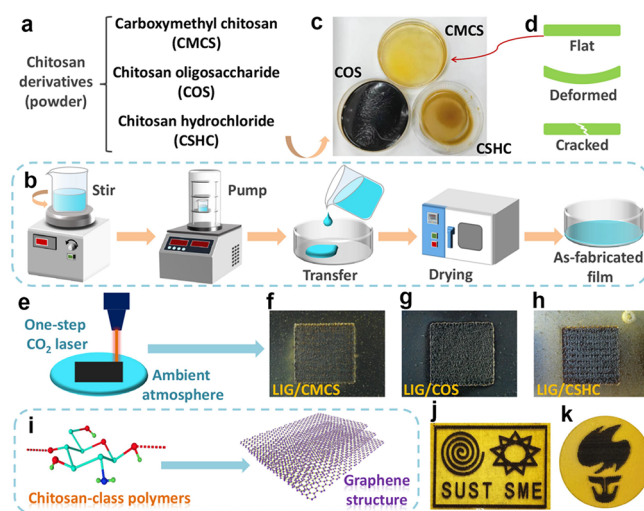 a
Chitosan
derivatives
(powder)
Carboxymethyl chitosan
(CMCS)
Chitosan oligosaccharide
(COS)
Chitosan hydrochloride
(CSHC)
c
CMCS
COS
CSHC
d
Flat
Deformed
Cracked
b
Stir
Pump
Transfer
Drying
As-fabricated
film
e
One-step
CO₂ laser
Ambient
atmosphere
f
LIG/CMCS
g
LIG/COS
h
LIG/CSHC
i
Chitosan-class polymers
Graphene
structure
j
SUST SME
k